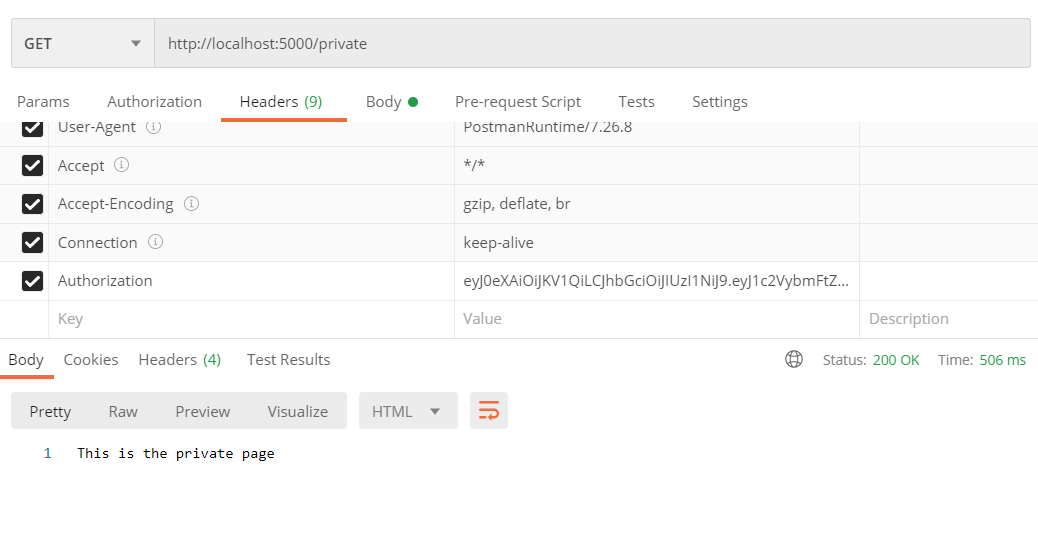 GET http://localhost:5000/private
Params Authorization Headers (9) Body Pre-request Script Tests Settings
User-Agent PostmanRuntime/7.26.8
Accept */*
Accept-Encoding gzip, deflate, br
Connection keep-alive
Authorization eyJ0eXAiOiJKV1QiLCJhbGciOiJIUzI1NiJ9.eyJ1c2VybmFtZ...
Key Value Description
Body Cookies Headers (4) Test Results Status: 200 OK Time: 506 ms
Pretty Raw Preview Visualize HTML
1 This is the private page